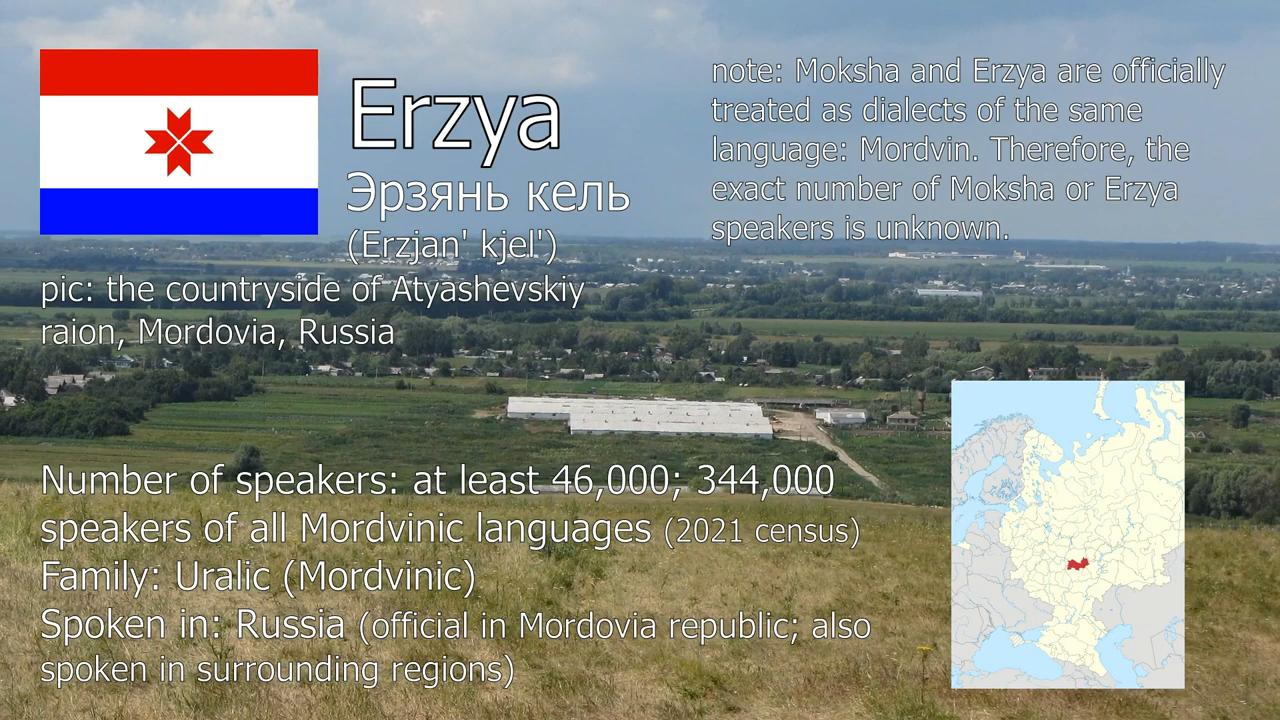 Erzya
Эрзянь кель
(Erzjan' kjel')
pic: the countryside of Atyashevskiy
raion, Mordovia, Russia
note: Moksha and Erzya are officially
treated as dialects of the same
language: Mordvin. Therefore, the
exact number of Moksha or Erzya
speakers is unknown.
Number of speakers: at least 46,000; 344,000
speakers of all Mordvinic languages (2021 census)
Family: Uralic (Mordvinic)
Spoken in: Russia (official in Mordovia republic; also
spoken in surrounding regions)